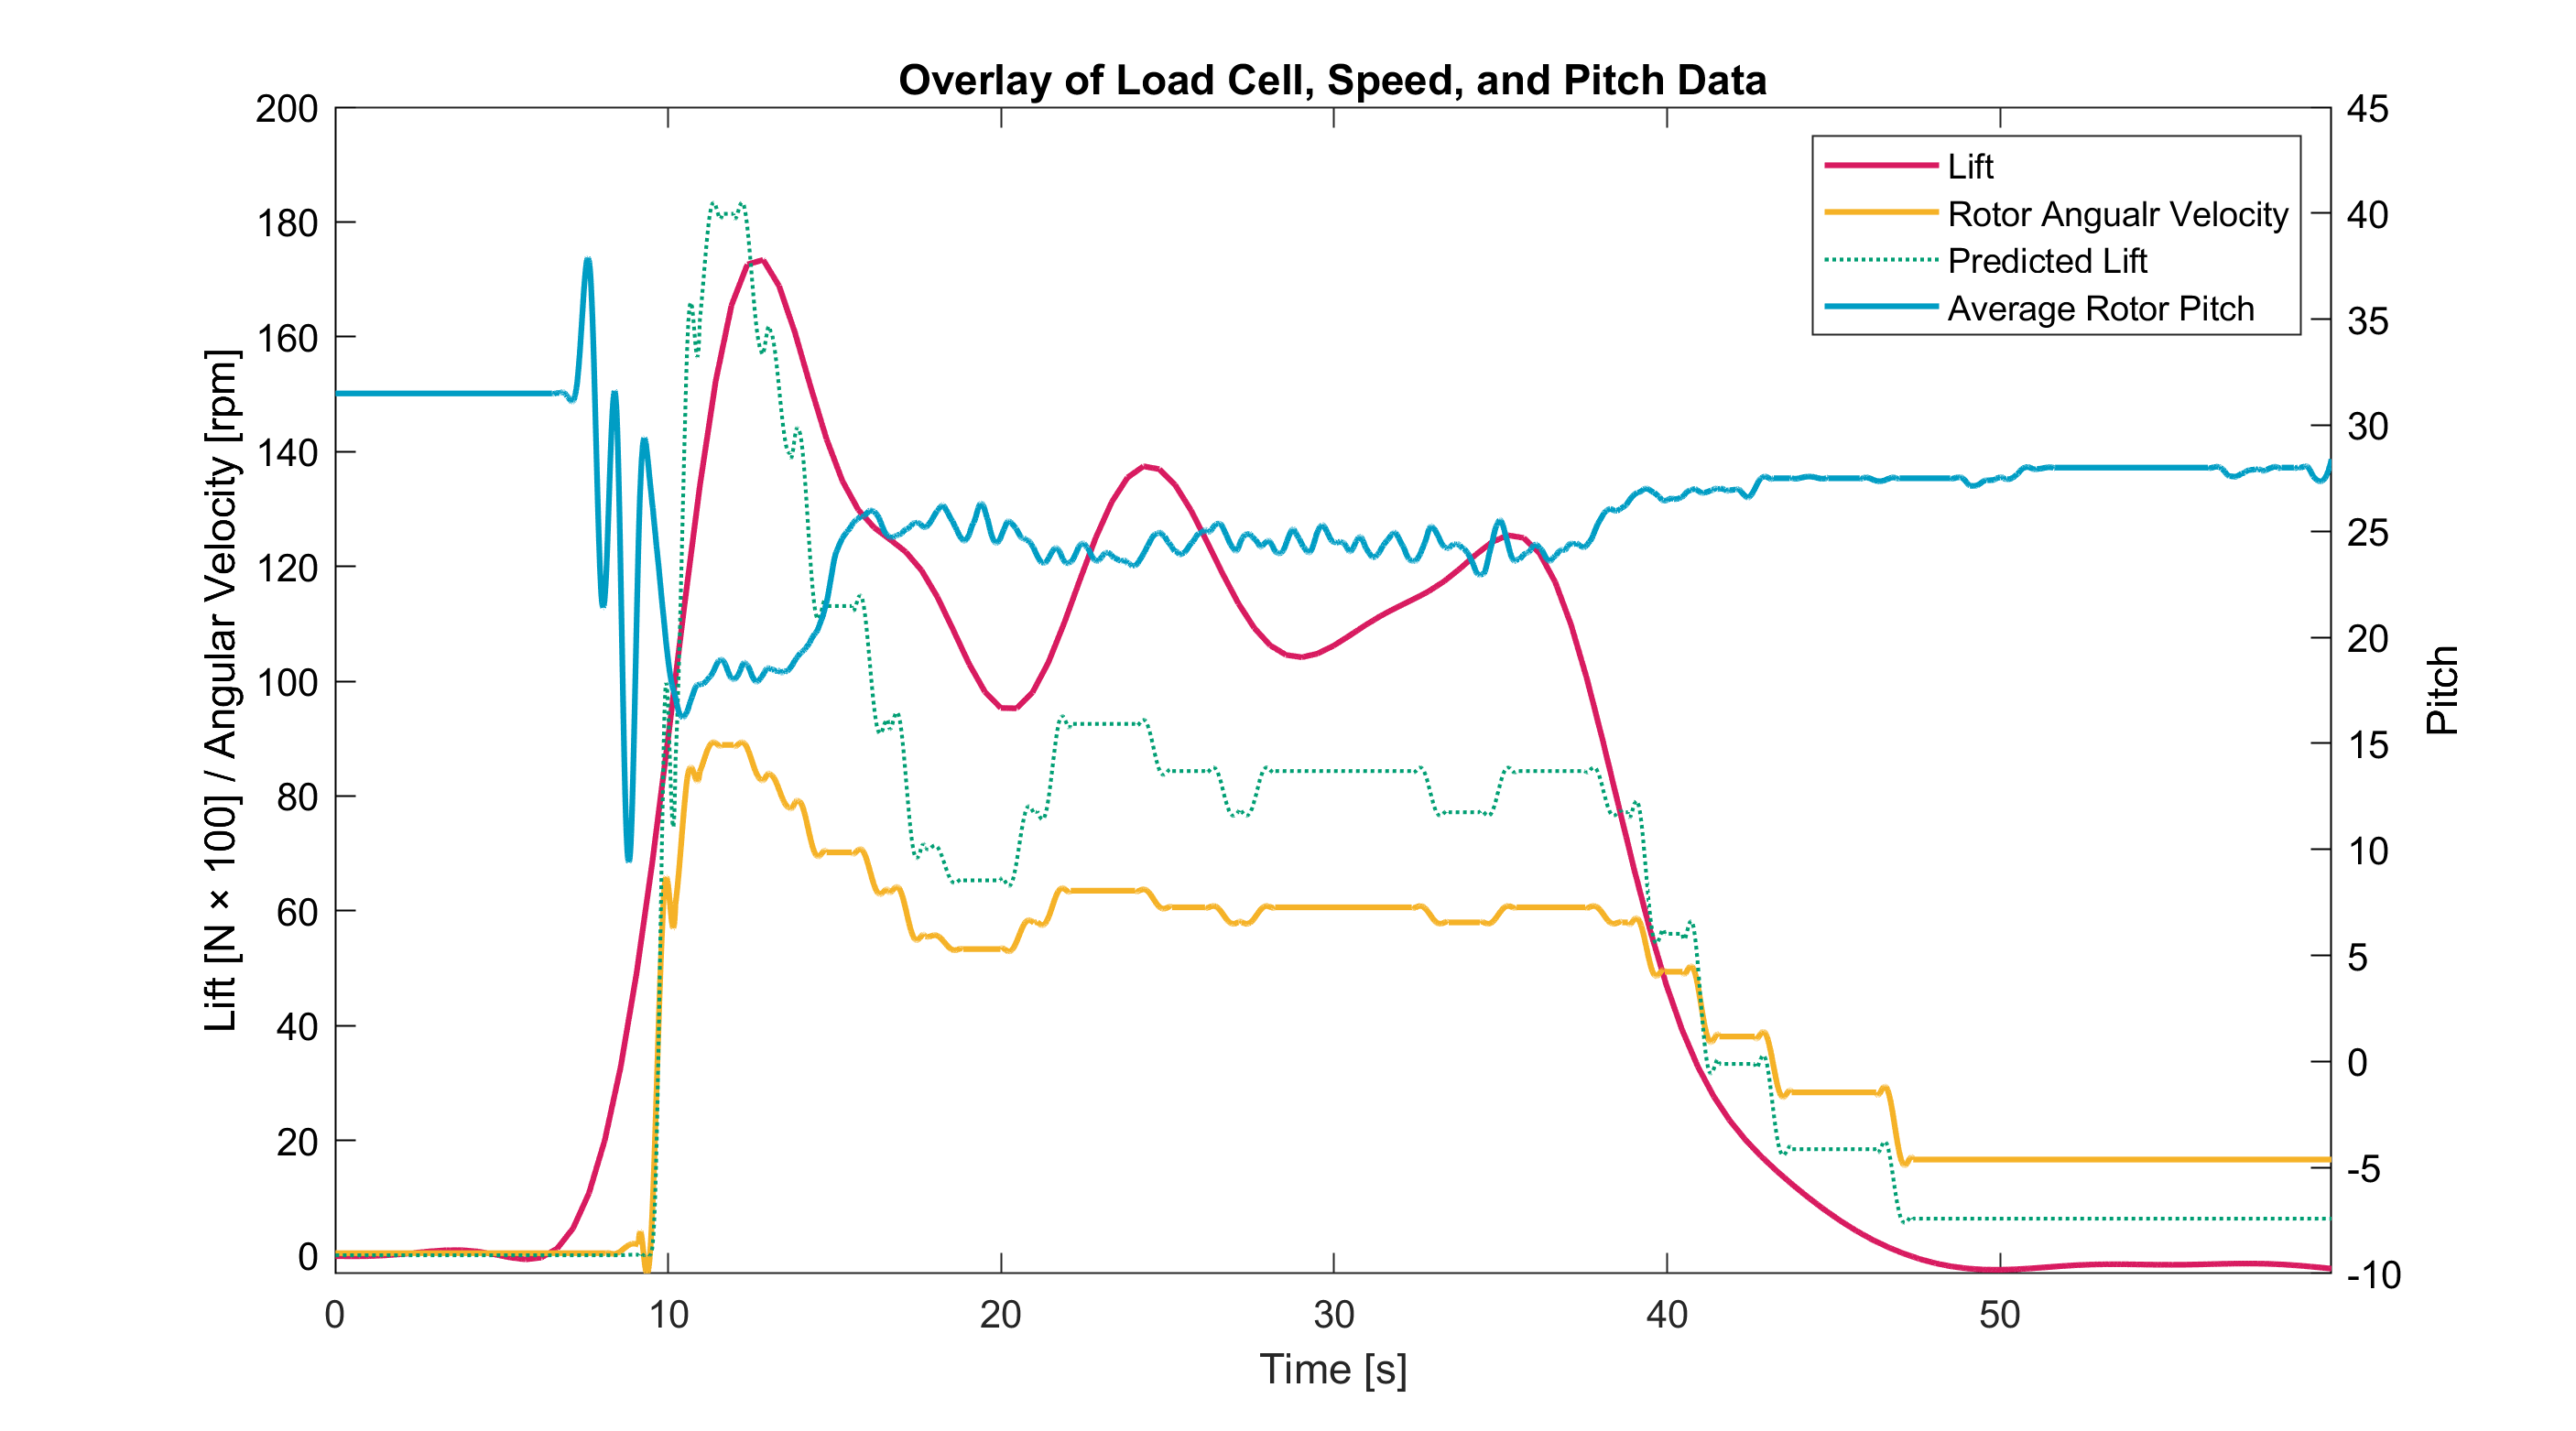 Overlay of Load Cell, Speed, and Pitch Data
200
180
160
140
120
100
80
60
40
20
0
Lift [N × 100] / Angular Velocity [rpm]
45
40
35
30
25
20
15
10
5
0
-5
-10
Pitch
Lift
Rotor Angualr Velocity
Predicted Lift
Average Rotor Pitch
0 10 20 30 40 50
Time [s]